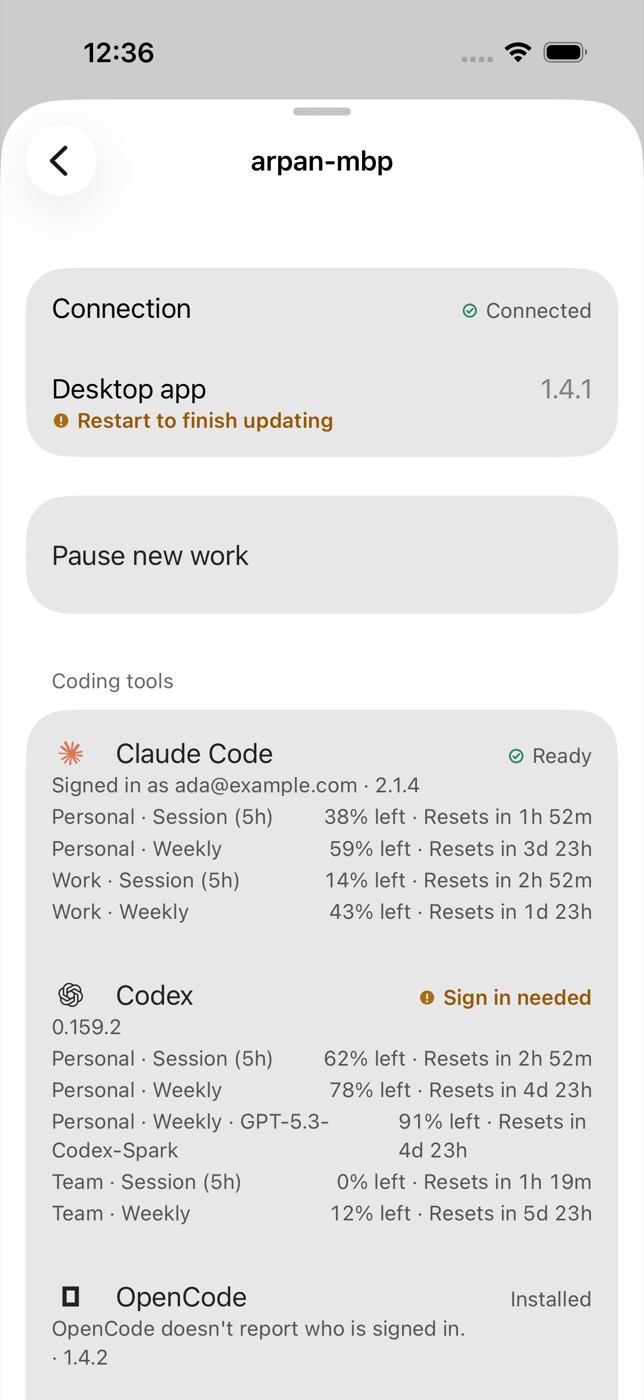 12:36
arpan-mbp
Connection Connected
Desktop app 1.4.1
Restart to finish updating
Pause new work
Coding tools
Claude Code Ready
Signed in as ada@example.com · 2.1.4
Personal · Session (5h) 38% left · Resets in 1h 52m
Personal · Weekly 59% left · Resets in 3d 23h
Work · Session (5h) 14% left · Resets in 2h 52m
Work · Weekly 43% left · Resets in 1d 23h
Codex Sign in needed
0.159.2
Personal · Session (5h) 62% left · Resets in 2h 52m
Personal · Weekly 78% left · Resets in 4d 23h
Personal · Weekly · GPT-5.3- 91% left · Resets in
Codex-Spark 4d 23h
Team · Session (5h) 0% left · Resets in 1h 19m
Team · Weekly 12% left · Resets in 5d 23h
OpenCode Installed
OpenCode doesn't report who is signed in.
· 1.4.2